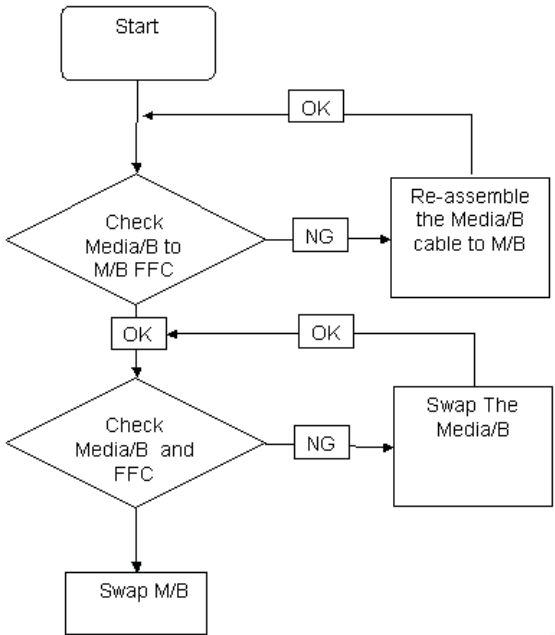 Start
OK
Check
Media/B to
M/B FFC
NG
Re-assemble
the Media/B
cable to M/B
OK
OK
Check
Media/B and
FFC
NG
Swap The
Media/B
Swap M/B